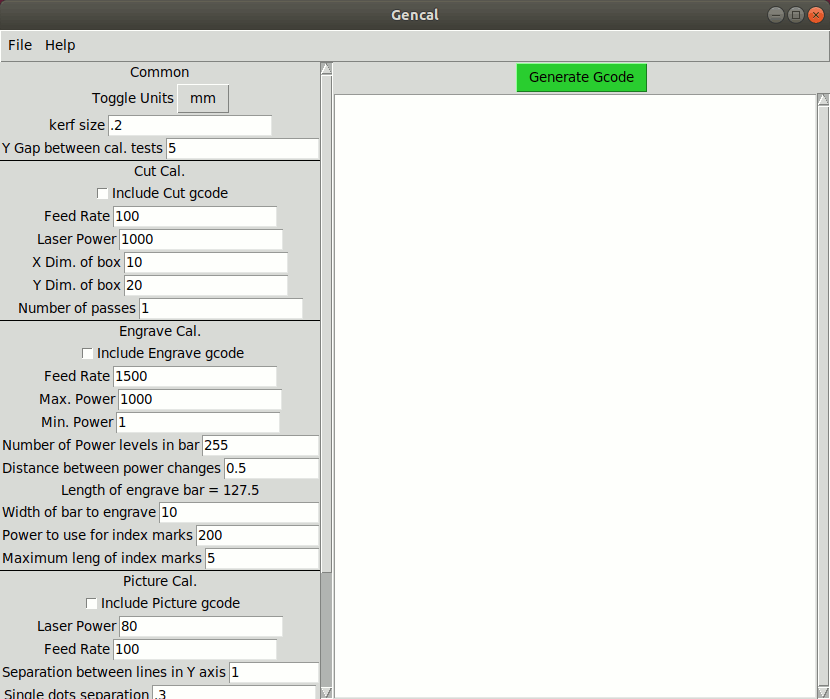 Gencal
File Help
Common
Toggle Units mm
kerf size .2
Y Gap between cal. tests 5
Cut Cal.
Include Cut gcode
Feed Rate 100
Laser Power 1000
X Dim. of box 10
Y Dim. of box 20
Number of passes 1
Engrave Cal.
Include Engrave gcode
Feed Rate 1500
Max. Power 1000
Min. Power 1
Number of Power levels in bar 255
Distance between power changes 0.5
Length of engrave bar = 127.5
Width of bar to engrave 10
Power to use for index marks 200
Maximum leng of index marks 5
Picture Cal.
Include Picture gcode
Laser Power 80
Feed Rate 100
Separation between lines in Y axis 1
Single dots separation .3
Generate Gcode